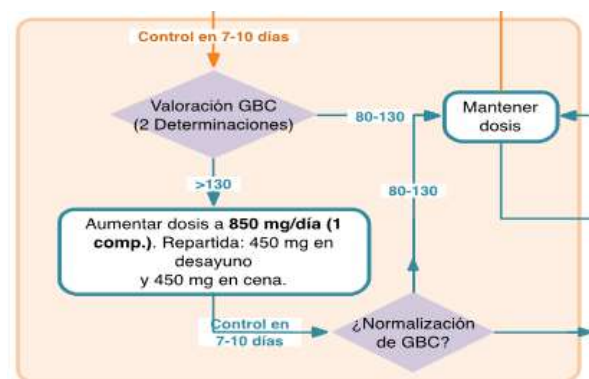 Control en 7-10 días
Valoración GBC
(2 Determinaciones)
80-130
Mantener
dosis
>130
80-130
Aumentar dosis a 850 mg/día (1
comp.). Repartida: 450 mg en
desayuno
y 450 mg en cena.
Control en
7-10 días
¿Normalización
de GBC?